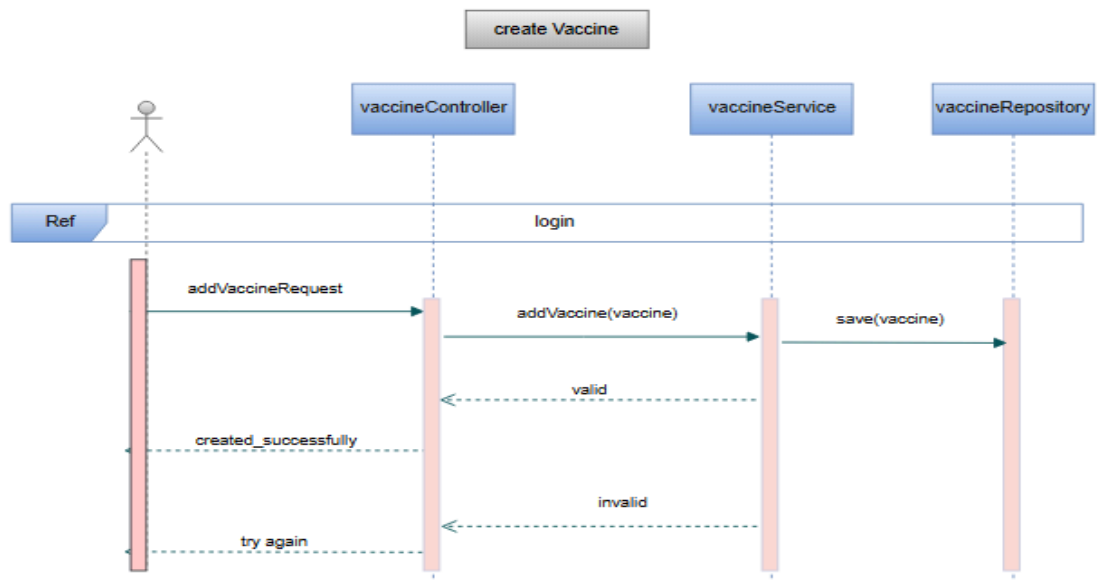 create Vaccine
vaccineController
vaccineService
vaccineRepository
Ref
login
addVaccineRequest
addVaccine(vaccine)
save(vaccine)
valid
created_successfully
invalid
try again